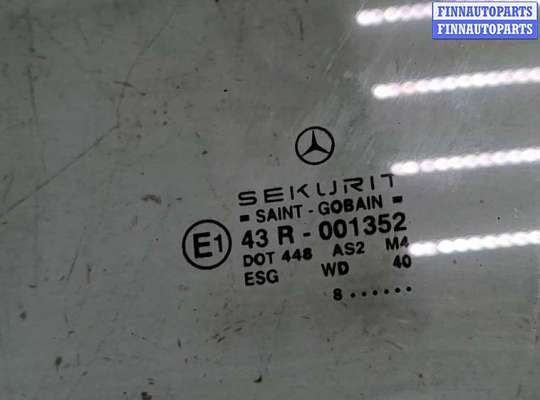 FINNAUTOPARTS
FINNAUTOPARTS
SEKURIT
SAINT - GOBAIN
E1
43 R - 001352
DOT 448 AS2 M4
ESG WD 40
8 ......